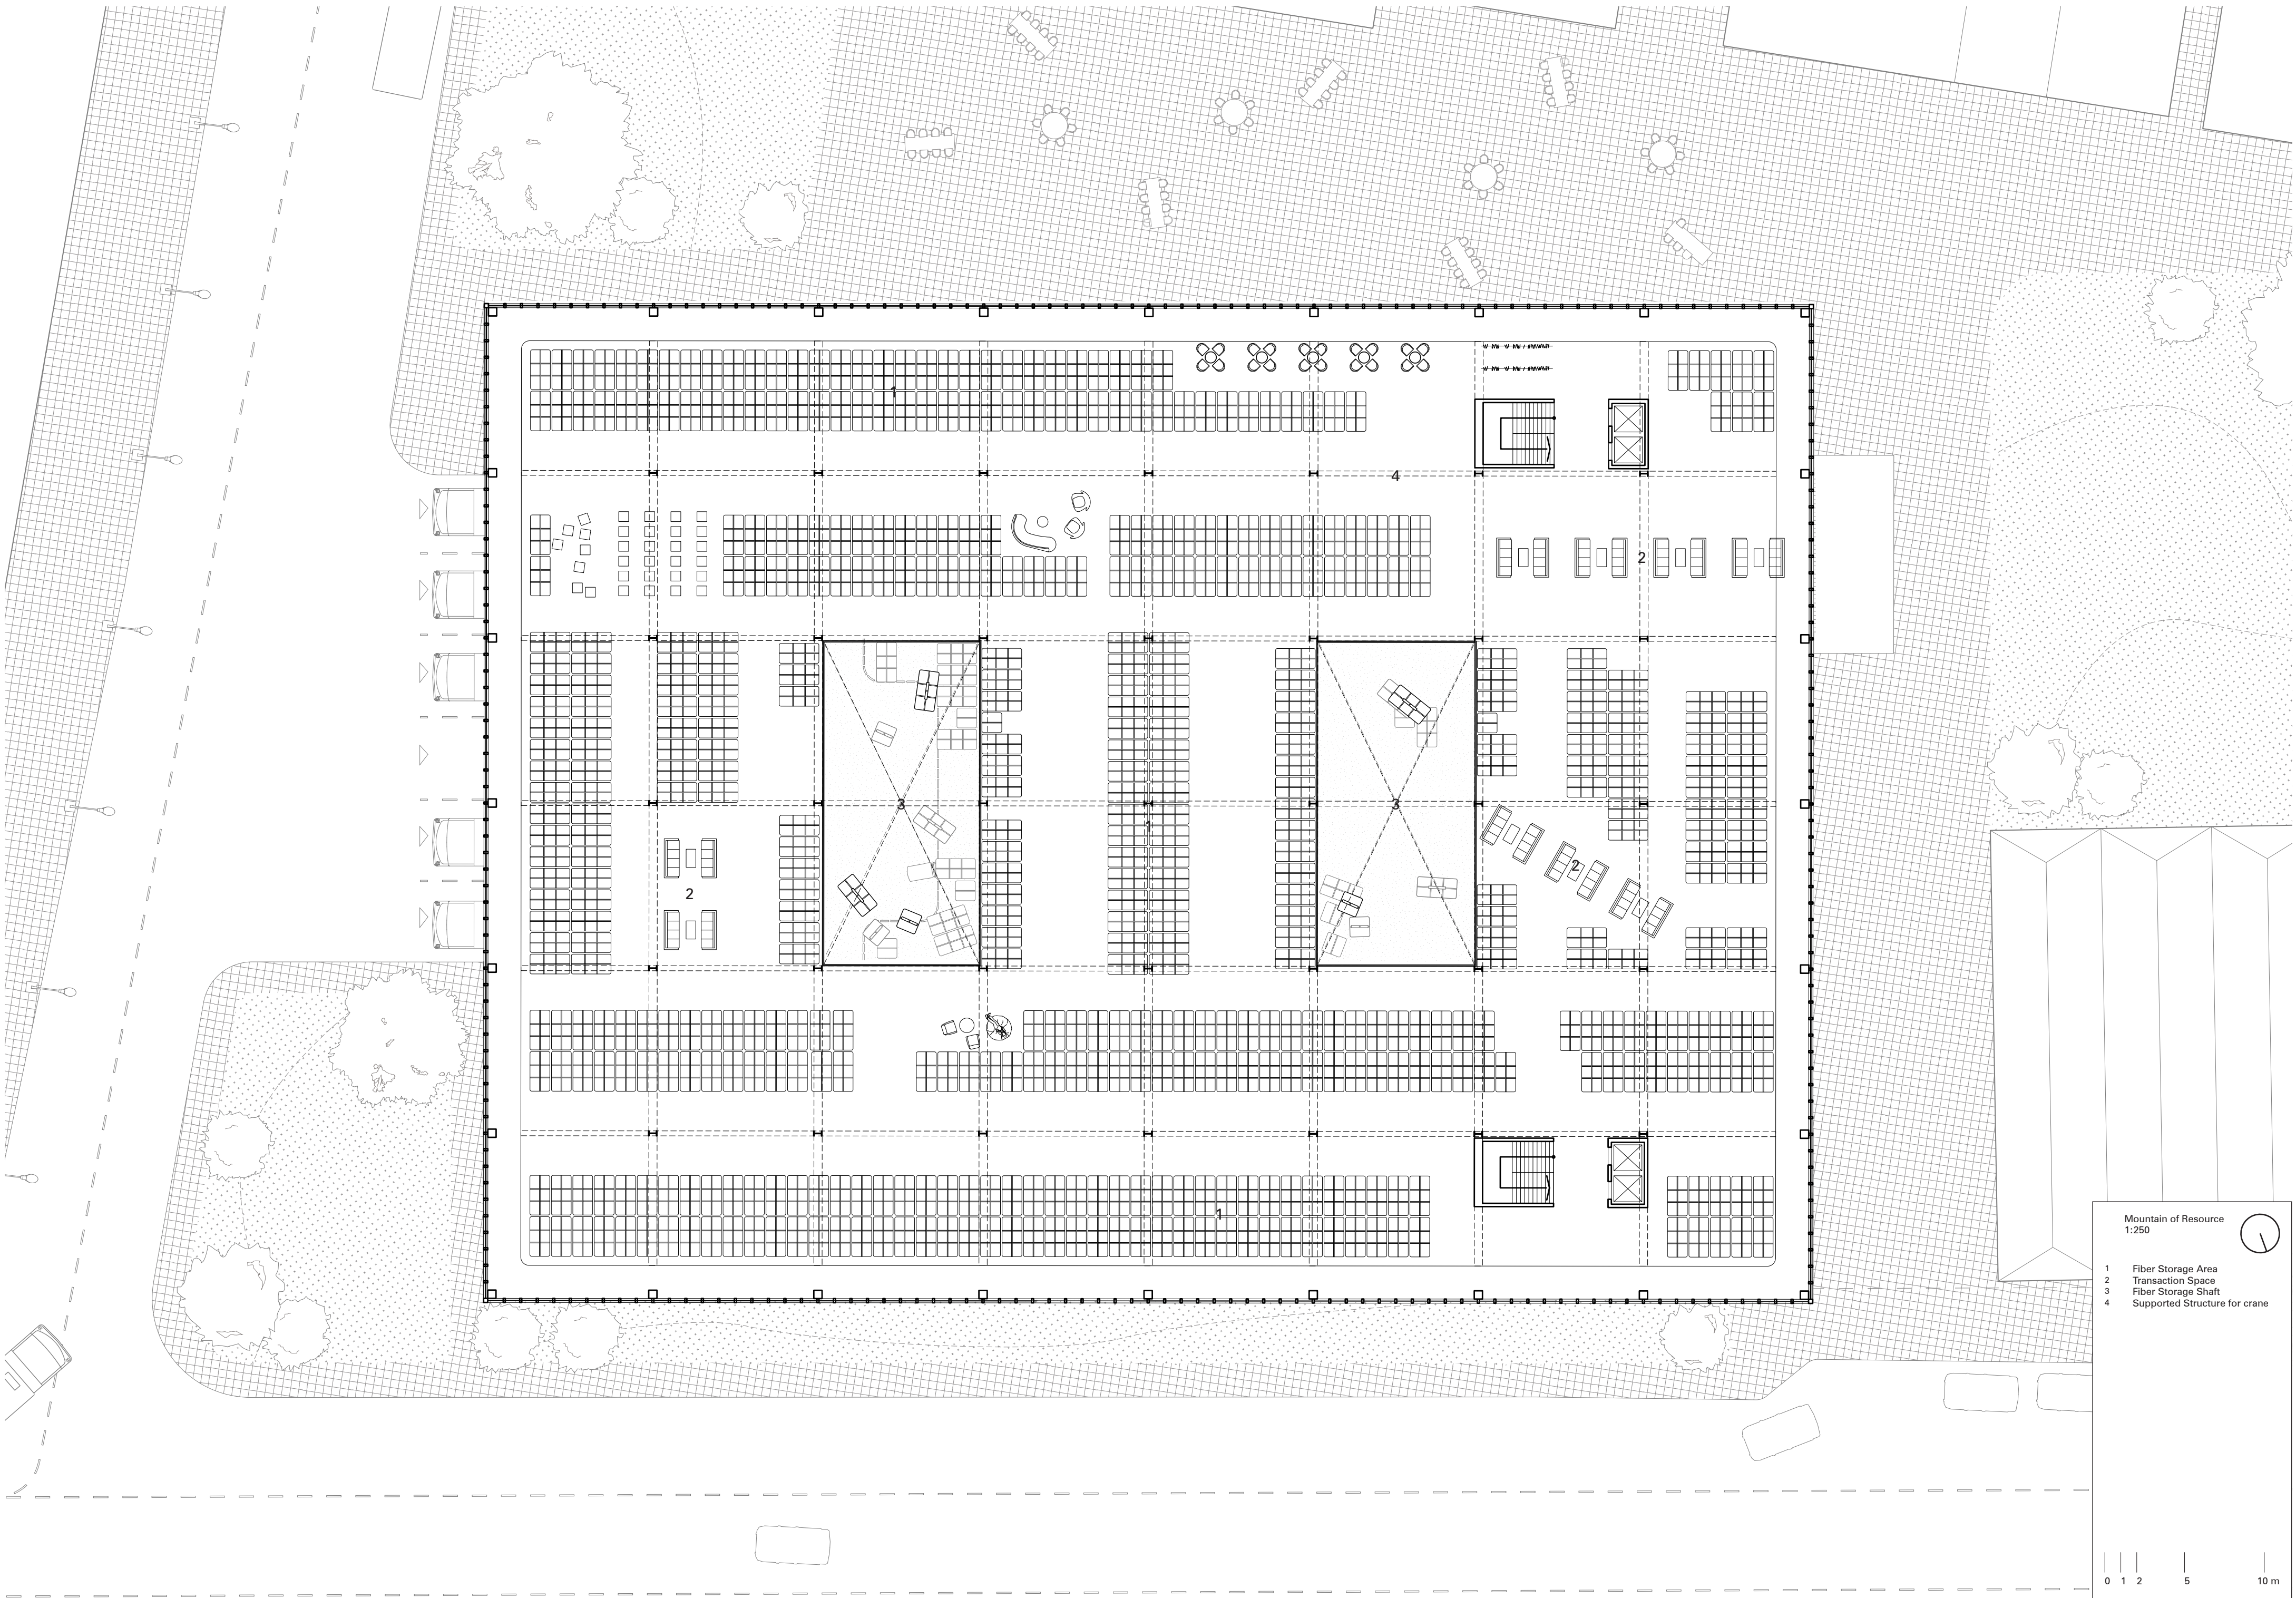 1
4
2
3
3
1
2
2
1
Mountain of Resource
1:250
1 Fiber Storage Area
2 Transaction Space
3 Fiber Storage Shaft
4 Supported Structure for crane
0 1 2 5 10 m